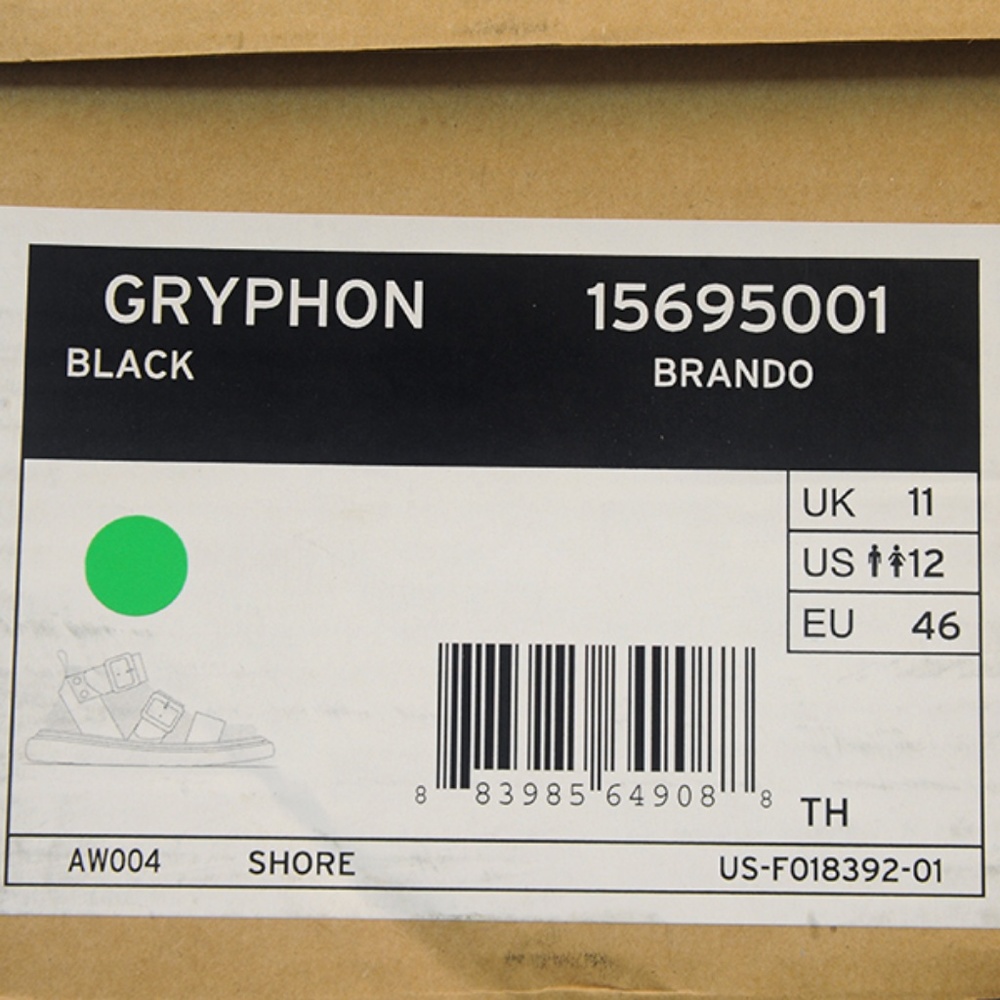 GRYPHON 15695001
BLACK BRANDO
UK 11
US 12
EU 46
8 83985 64908 8
TH
AW004 SHORE US-F018392-01